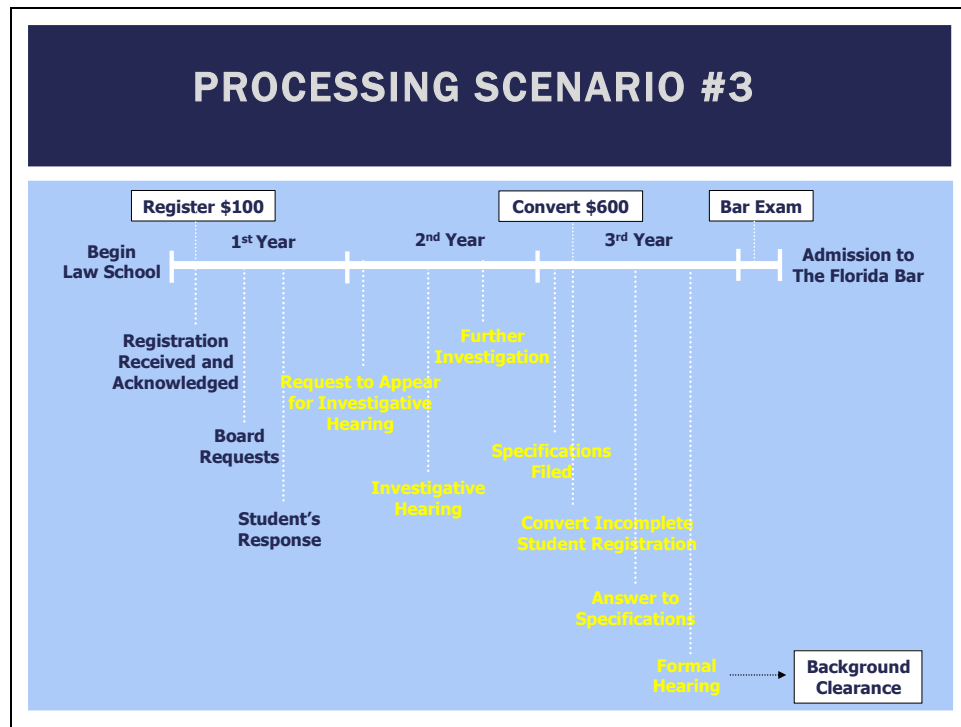 PROCESSING SCENARIO #3
Register $100
Convert $600
Bar Exam
Begin
Law School
1st Year
2nd Year
3rd Year
Admission to
The Florida Bar
Registration
Received and
Acknowledged
Board
Requests
Student’s
Response
Request to Appear
for Investigative
Hearing
Investigative
Hearing
Further
Investigation
Specifications
Filed
Convert Incomplete
Student Registration
Answer to
Specifications
Formal
Hearing
Background
Clearance